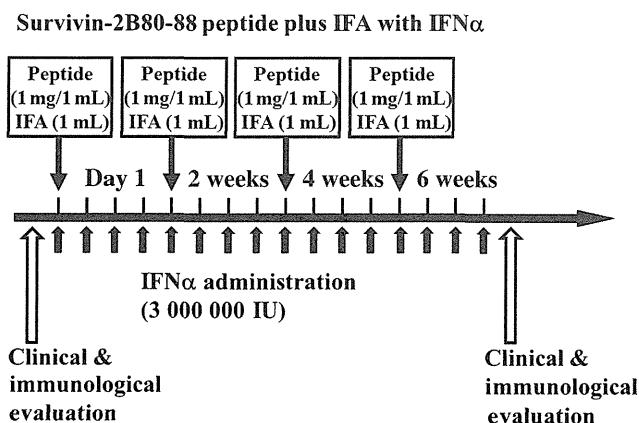 Survivin-2B80-88 peptide plus IFA with IFNα
Peptide
(1 mg/1 mL)
IFA (1 mL)
Peptide
(1 mg/1 mL)
IFA (1 mL)
Peptide
(1 mg/1 mL)
IFA (1 mL)
Peptide
(1 mg/1 mL)
IFA (1 mL)
Day 1 2 weeks 4 weeks 6 weeks
IFNα administration
(3 000 000 IU)
Clinical &
immunological
evaluation
Clinical &
immunological
evaluation